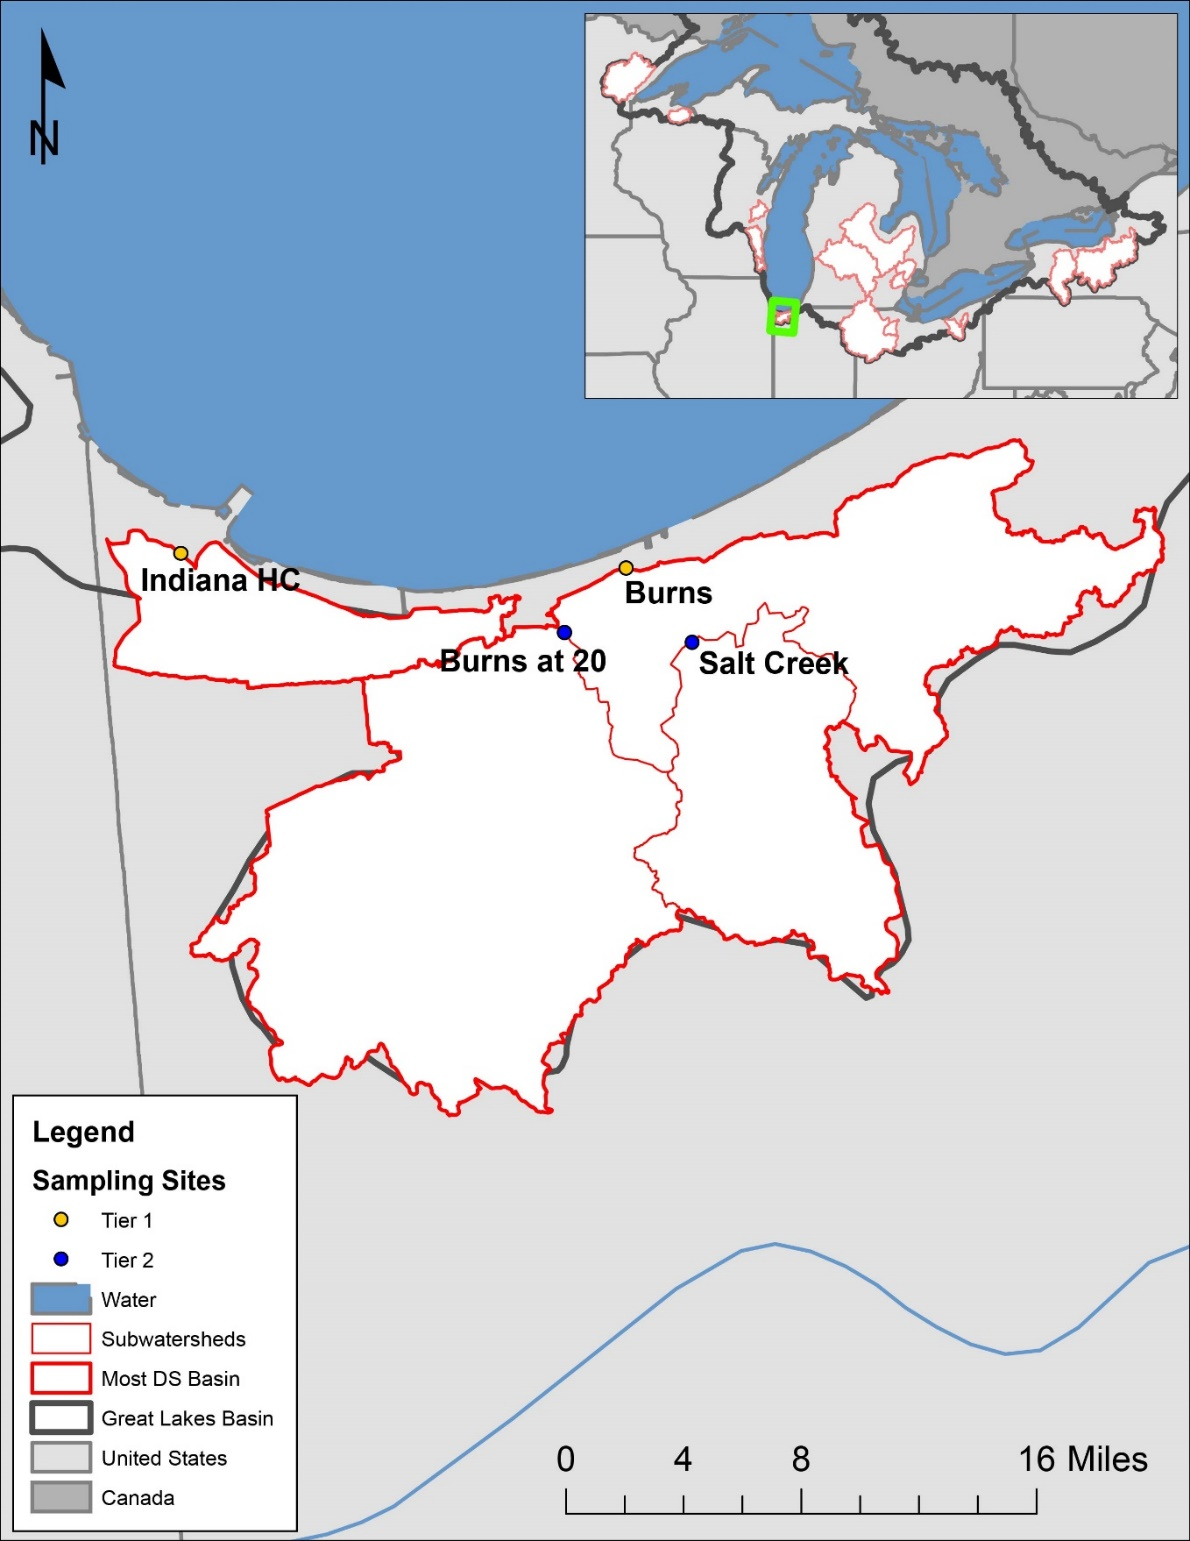 N
Indiana HC
Burns
Burns at 20
Salt Creek
Legend
Sampling Sites
Tier 1
Tier 2
Water
Subwatersheds
Most DS Basin
Great Lakes Basin
United States
Canada
0 4 8 16 Miles